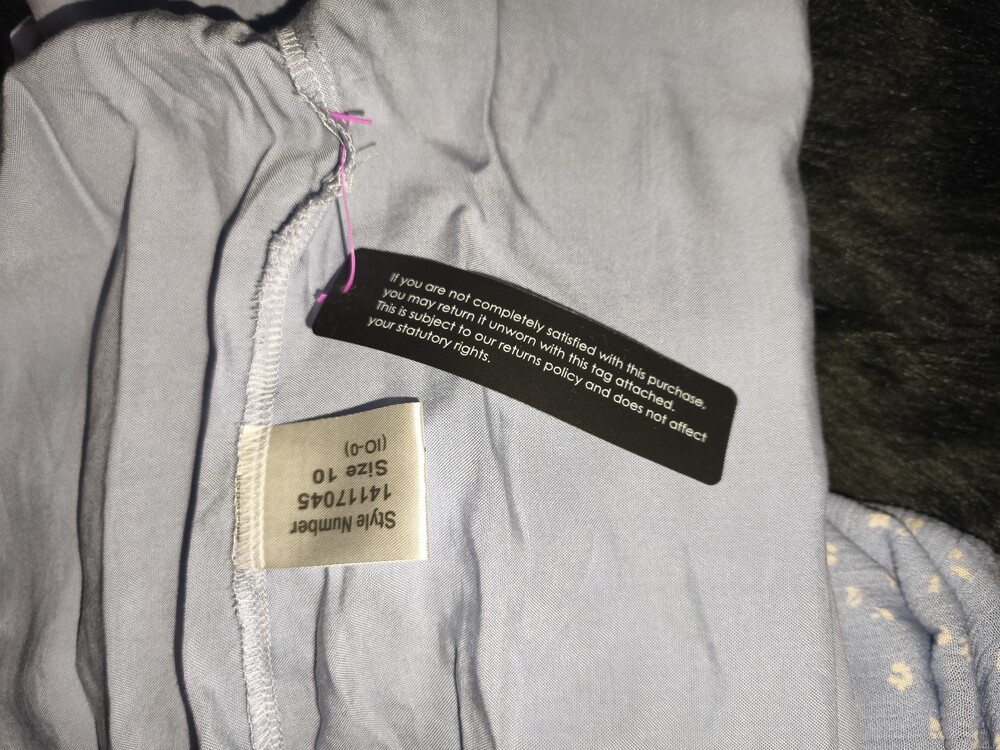 If you are not completely satisfied with this purchase,
you may return it unworn with this tag attached.
This is subject to our returns policy and does not affect
your statutory rights.
Style Number
14117045
Size 10
(IO-0)